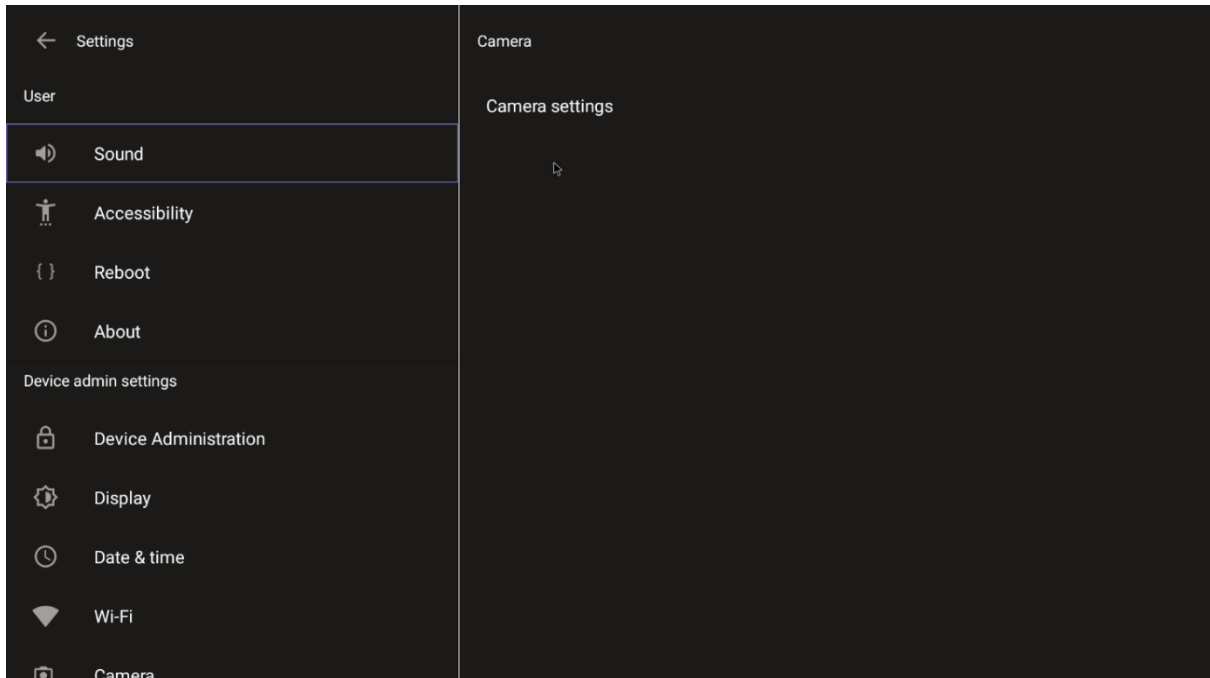 Settings
User
Sound
Accessibility
{ } Reboot
About
Device admin settings
Device Administration
Display
Date & time
Wi-Fi
Camera
Camera
Camera settings